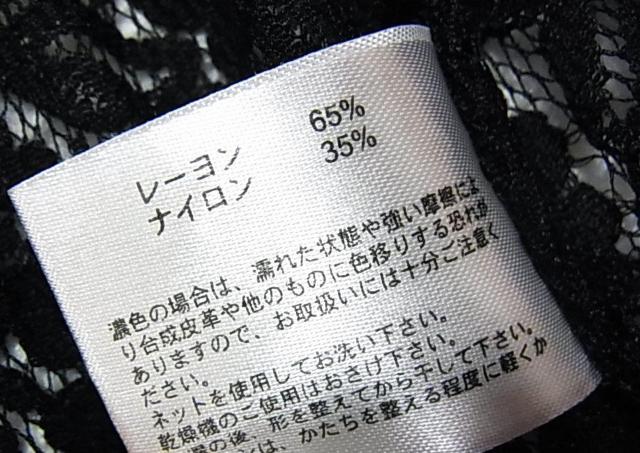 レーヨン 65%
ナイロン 35%
濃色の場合は、濡れた状態や強い摩擦によ
り合成皮革や他のものに色移りする恐れが
ありますので、お取扱いには十分ご注意く
ださい。
ネットを使用してお洗い下さい。
乾燥機のご使用はおさけ下さい。
の後、形を整えてから干して下さい。
は、かたちを整える程度に軽くか